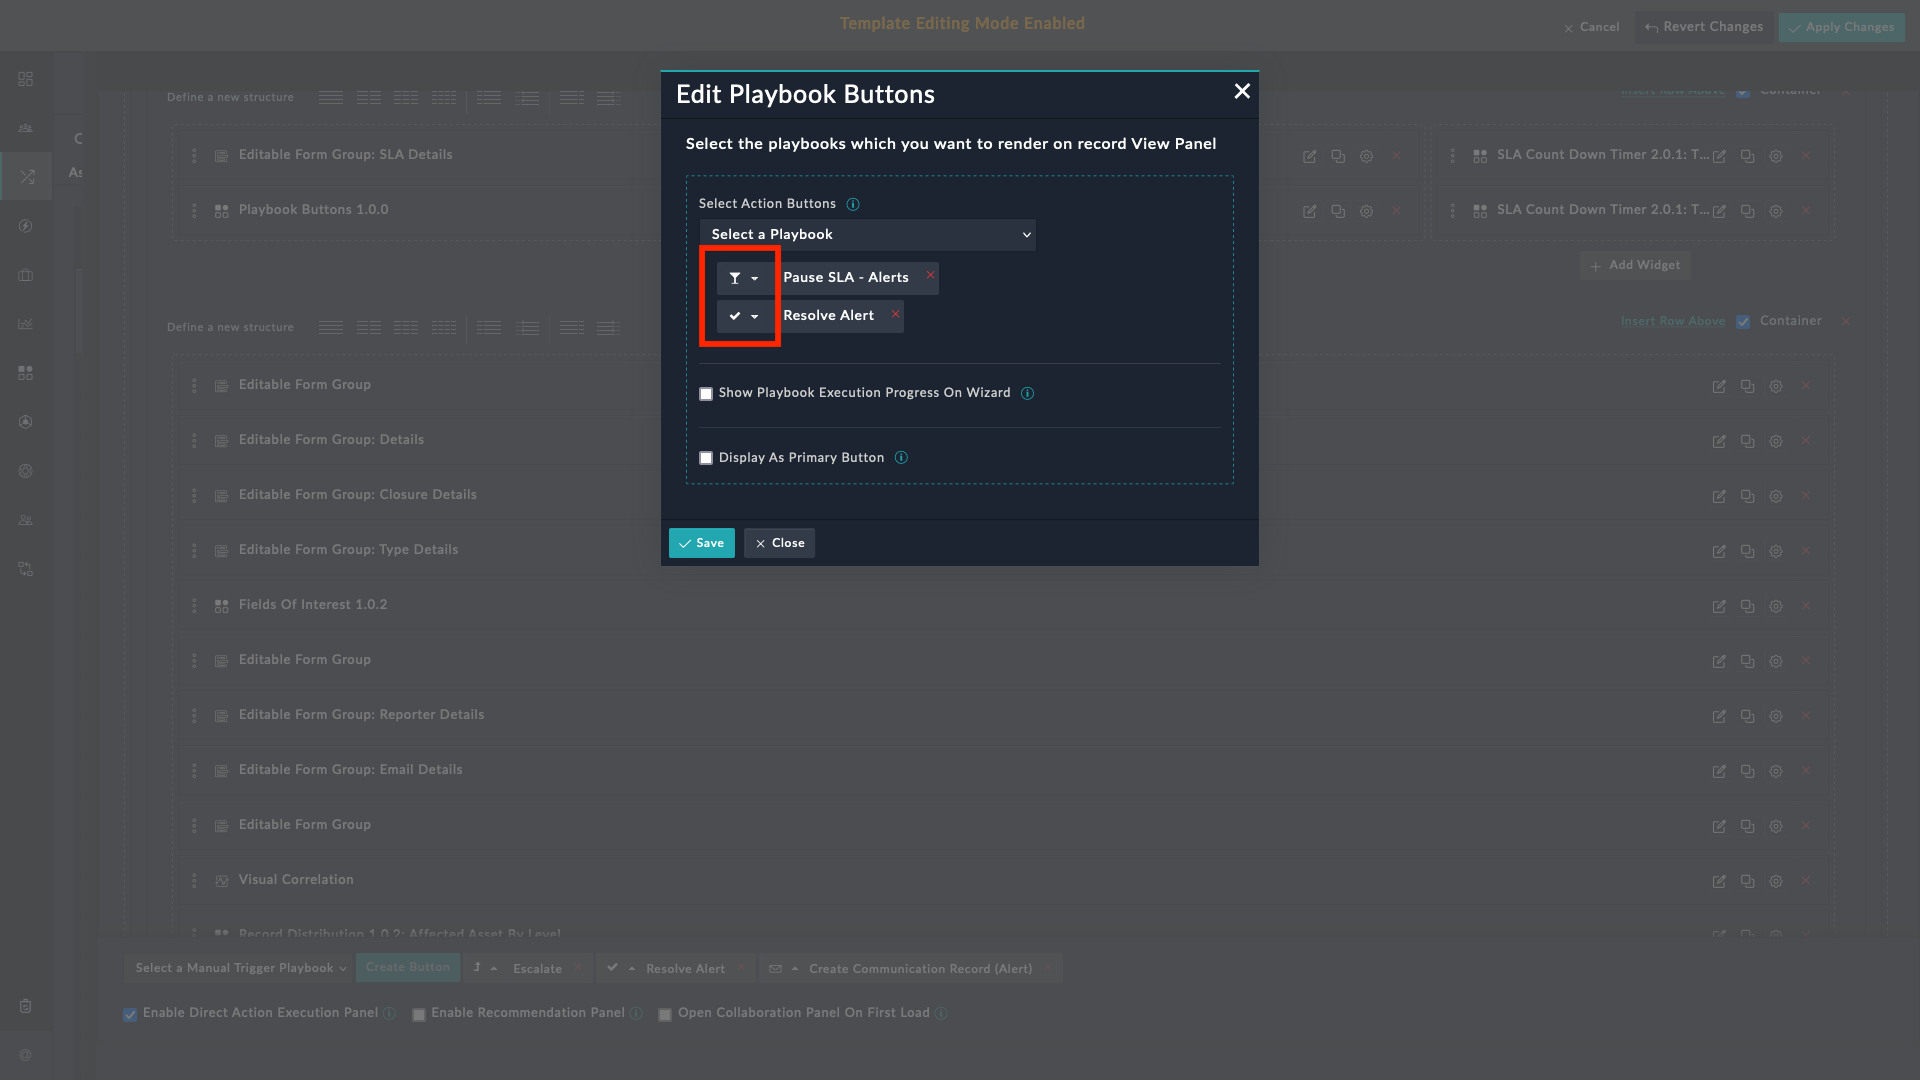 Template Editing Mode Enabled
Cancel
Revert Changes
Apply Changes
Edit Playbook Buttons
Select the playbooks which you want to render on record View Panel
Select Action Buttons
Select a Playbook
Pause SLA - Alerts
Resolve Alert
Show Playbook Execution Progress On Wizard
Display As Primary Button
Save
Close
Define a new structure
Insert Row Above
Container
Editable Form Group: SLA Details
SLA Count Down Timer 2.0.1: T...
Playbook Buttons 1.0.0
SLA Count Down Timer 2.0.1: T...
Add Widget
Define a new structure
Insert Row Above
Container
Editable Form Group
Editable Form Group: Details
Editable Form Group: Closure Details
Editable Form Group: Type Details
Fields Of Interest 1.0.2
Editable Form Group
Editable Form Group: Reporter Details
Editable Form Group: Email Details
Editable Form Group
Visual Correlation
Record Distribution 1.0.2: Affected Asset By Level
Select a Manual Trigger Playbook
Create Button
Escalate
Resolve Alert
Create Communication Record (Alert)
Enable Direct Action Execution Panel
Enable Recommendation Panel
Open Collaboration Panel On First Load